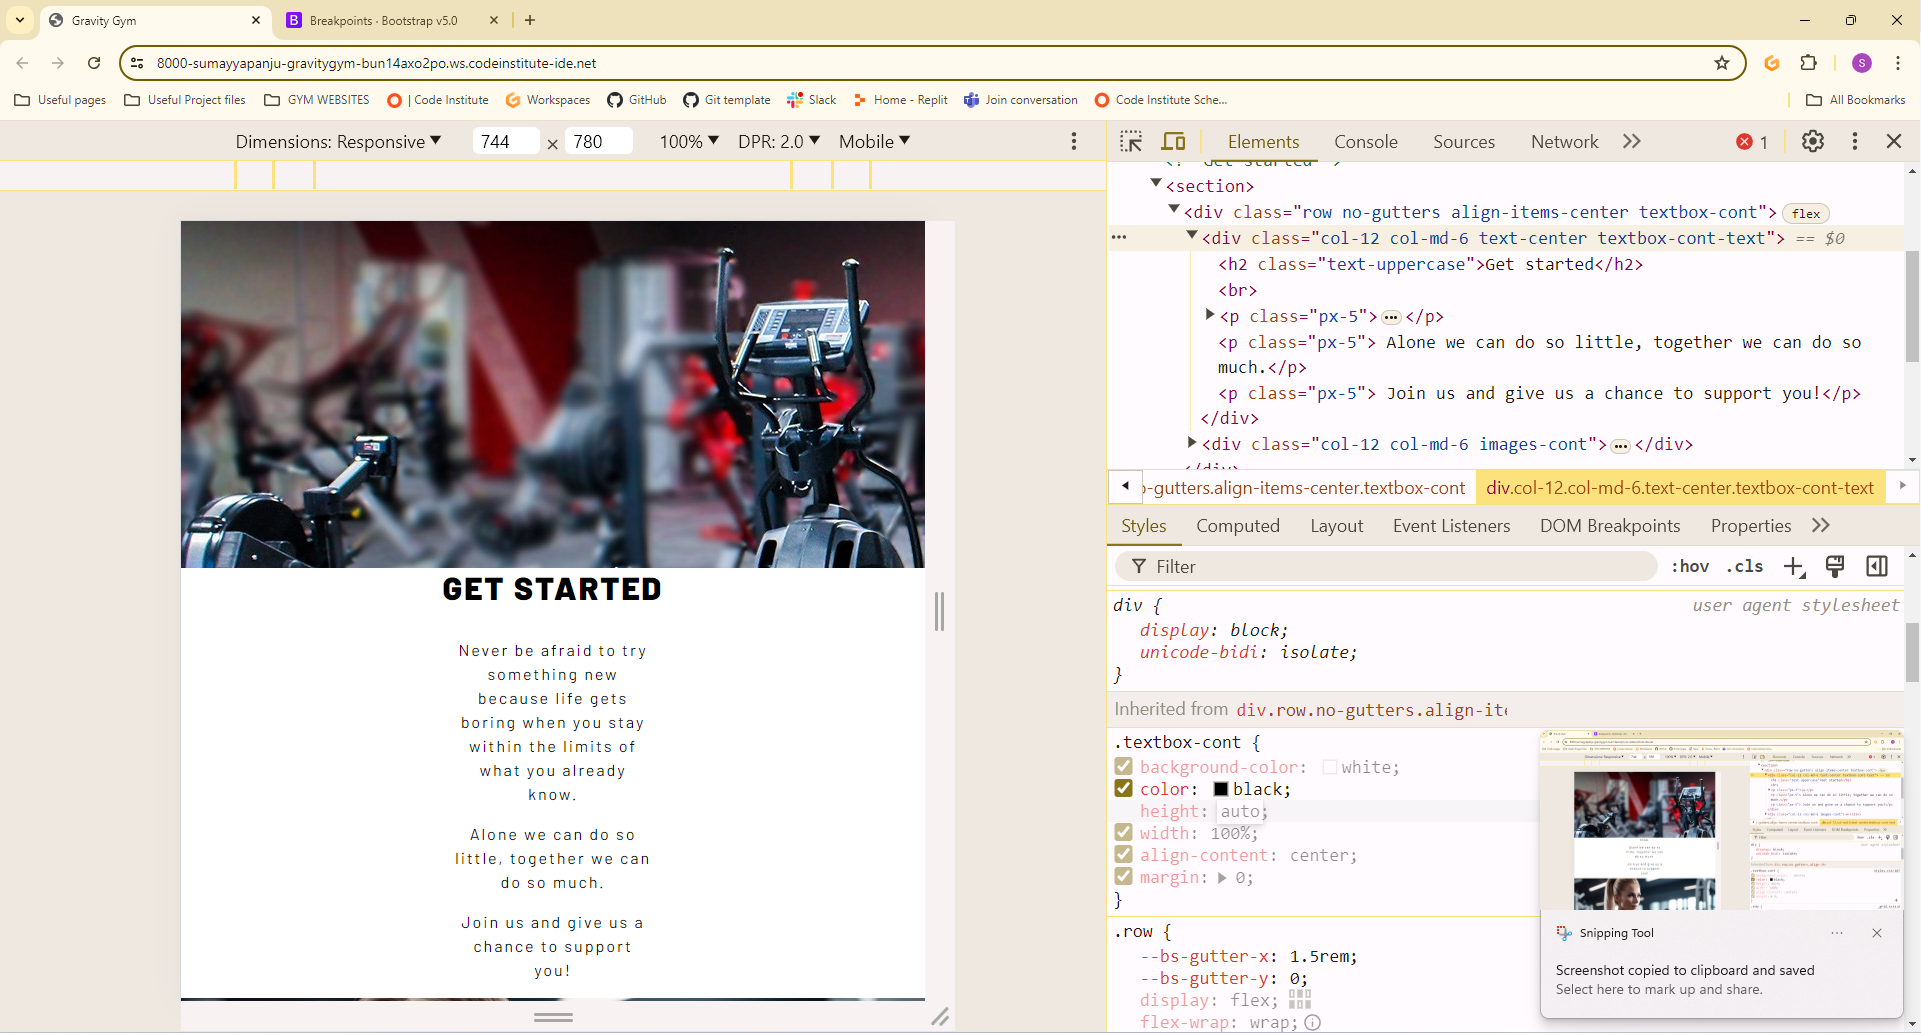 Gravity Gym
Breakpoints · Bootstrap v5.0
8000-sumayyapanju-gravitygym-bun14axo2po.ws.codeinstitute-ide.net
S
Useful pages
Useful Project files
GYM WEBSITES
| Code Institute
Workspaces
GitHub
Git template
Slack
Home - Replit
Join conversation
Code Institute Sche...
All Bookmarks
Dimensions: Responsive
744 × 780
100%
DPR: 2.0
Mobile
GET STARTED
Never be afraid to try
something new
because life gets
boring when you stay
within the limits of
what you already
know.
Alone we can do so
little, together we can
do so much.
Join us and give us a
chance to support
you!
Elements
Console
Sources
Network
1
<section>
<div class="row no-gutters align-items-center textbox-cont"> flex
<div class="col-12 col-md-6 text-center textbox-cont-text"> == $0
<h2 class="text-uppercase">Get started</h2>
<br>
<p class="px-5"> ... </p>
<p class="px-5"> Alone we can do so little, together we can do so
much.</p>
<p class="px-5"> Join us and give us a chance to support you!</p>
</div>
<div class="col-12 col-md-6 images-cont"> ... </div>
o-gutters.align-items-center.textbox-cont
div.col-12.col-md-6.text-center.textbox-cont-text
Styles
Computed
Layout
Event Listeners
DOM Breakpoints
Properties
Filter
:hov
.cls
div {
user agent stylesheet
display: block;
unicode-bidi: isolate;
}
Inherited from div.row.no-gutters.align-ite
.textbox-cont {
background-color: white;
color: black;
height: auto;
width: 100%;
align-content: center;
margin: 0;
}
.row {
--bs-gutter-x: 1.5rem;
--bs-gutter-y: 0;
display: flex;
flex-wrap: wrap;
Snipping Tool
Screenshot copied to clipboard and saved
Select here to mark up and share.